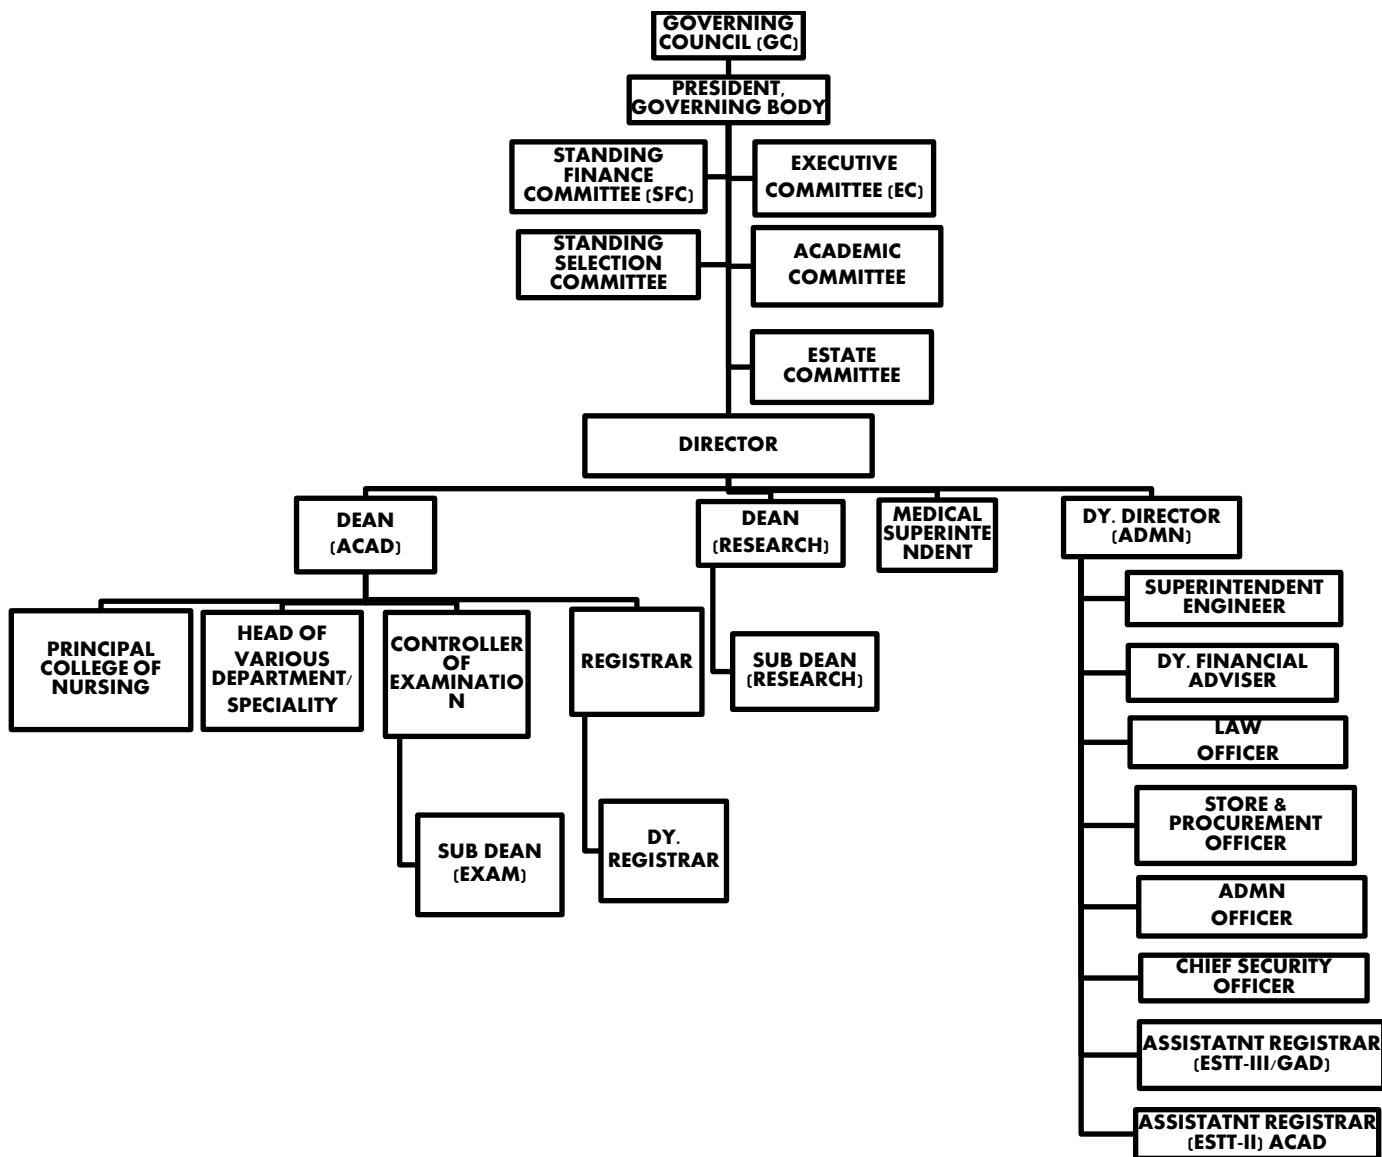 GOVERNING
COUNCIL (GC)
PRESIDENT,
GOVERNING BODY
STANDING
FINANCE
COMMITTEE (SFC)
EXECUTIVE
COMMITTEE (EC)
STANDING
SELECTION
COMMITTEE
ACADEMIC
COMMITTEE
ESTATE
COMMITTEE
DIRECTOR
DEAN
(ACAD)
DEAN
(RESEARCH)
MEDICAL
SUPERINTE
NDENT
DY. DIRECTOR
(ADMN)
PRINCIPAL
COLLEGE OF
NURSING
HEAD OF
VARIOUS
DEPARTMENT/
SPECIALITY
CONTROLLER
OF
EXAMINATIO
N
REGISTRAR
SUB DEAN
(RESEARCH)
SUB DEAN
(EXAM)
DY.
REGISTRAR
SUPERINTENDENT
ENGINEER
DY. FINANCIAL
ADVISER
LAW
OFFICER
STORE &
PROCUREMENT
OFFICER
ADMN
OFFICER
CHIEF SECURITY
OFFICER
ASSISTATNT REGISTRAR
(ESTT-III/GAD)
ASSISTATNT REGISTRAR
(ESTT-II) ACAD